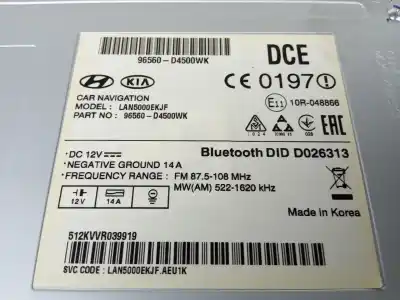 96560-D4500WK
DCE
KIA
CE 0197
CAR NAVIGATION
MODEL : LAN5000EKJF
PART NO : 96560-D4500WK
E11 10R-048866
EAC
DC 12V
NEGATIVE GROUND 14A
FREQUENCY RANGE : FM 87.5-108 MHz
MW(AM) 522-1620 kHz
Bluetooth DID D026313
12V 14A
Made in Korea
512KVVR039919
SVC CODE : LAN5000EKJF.AEU1K